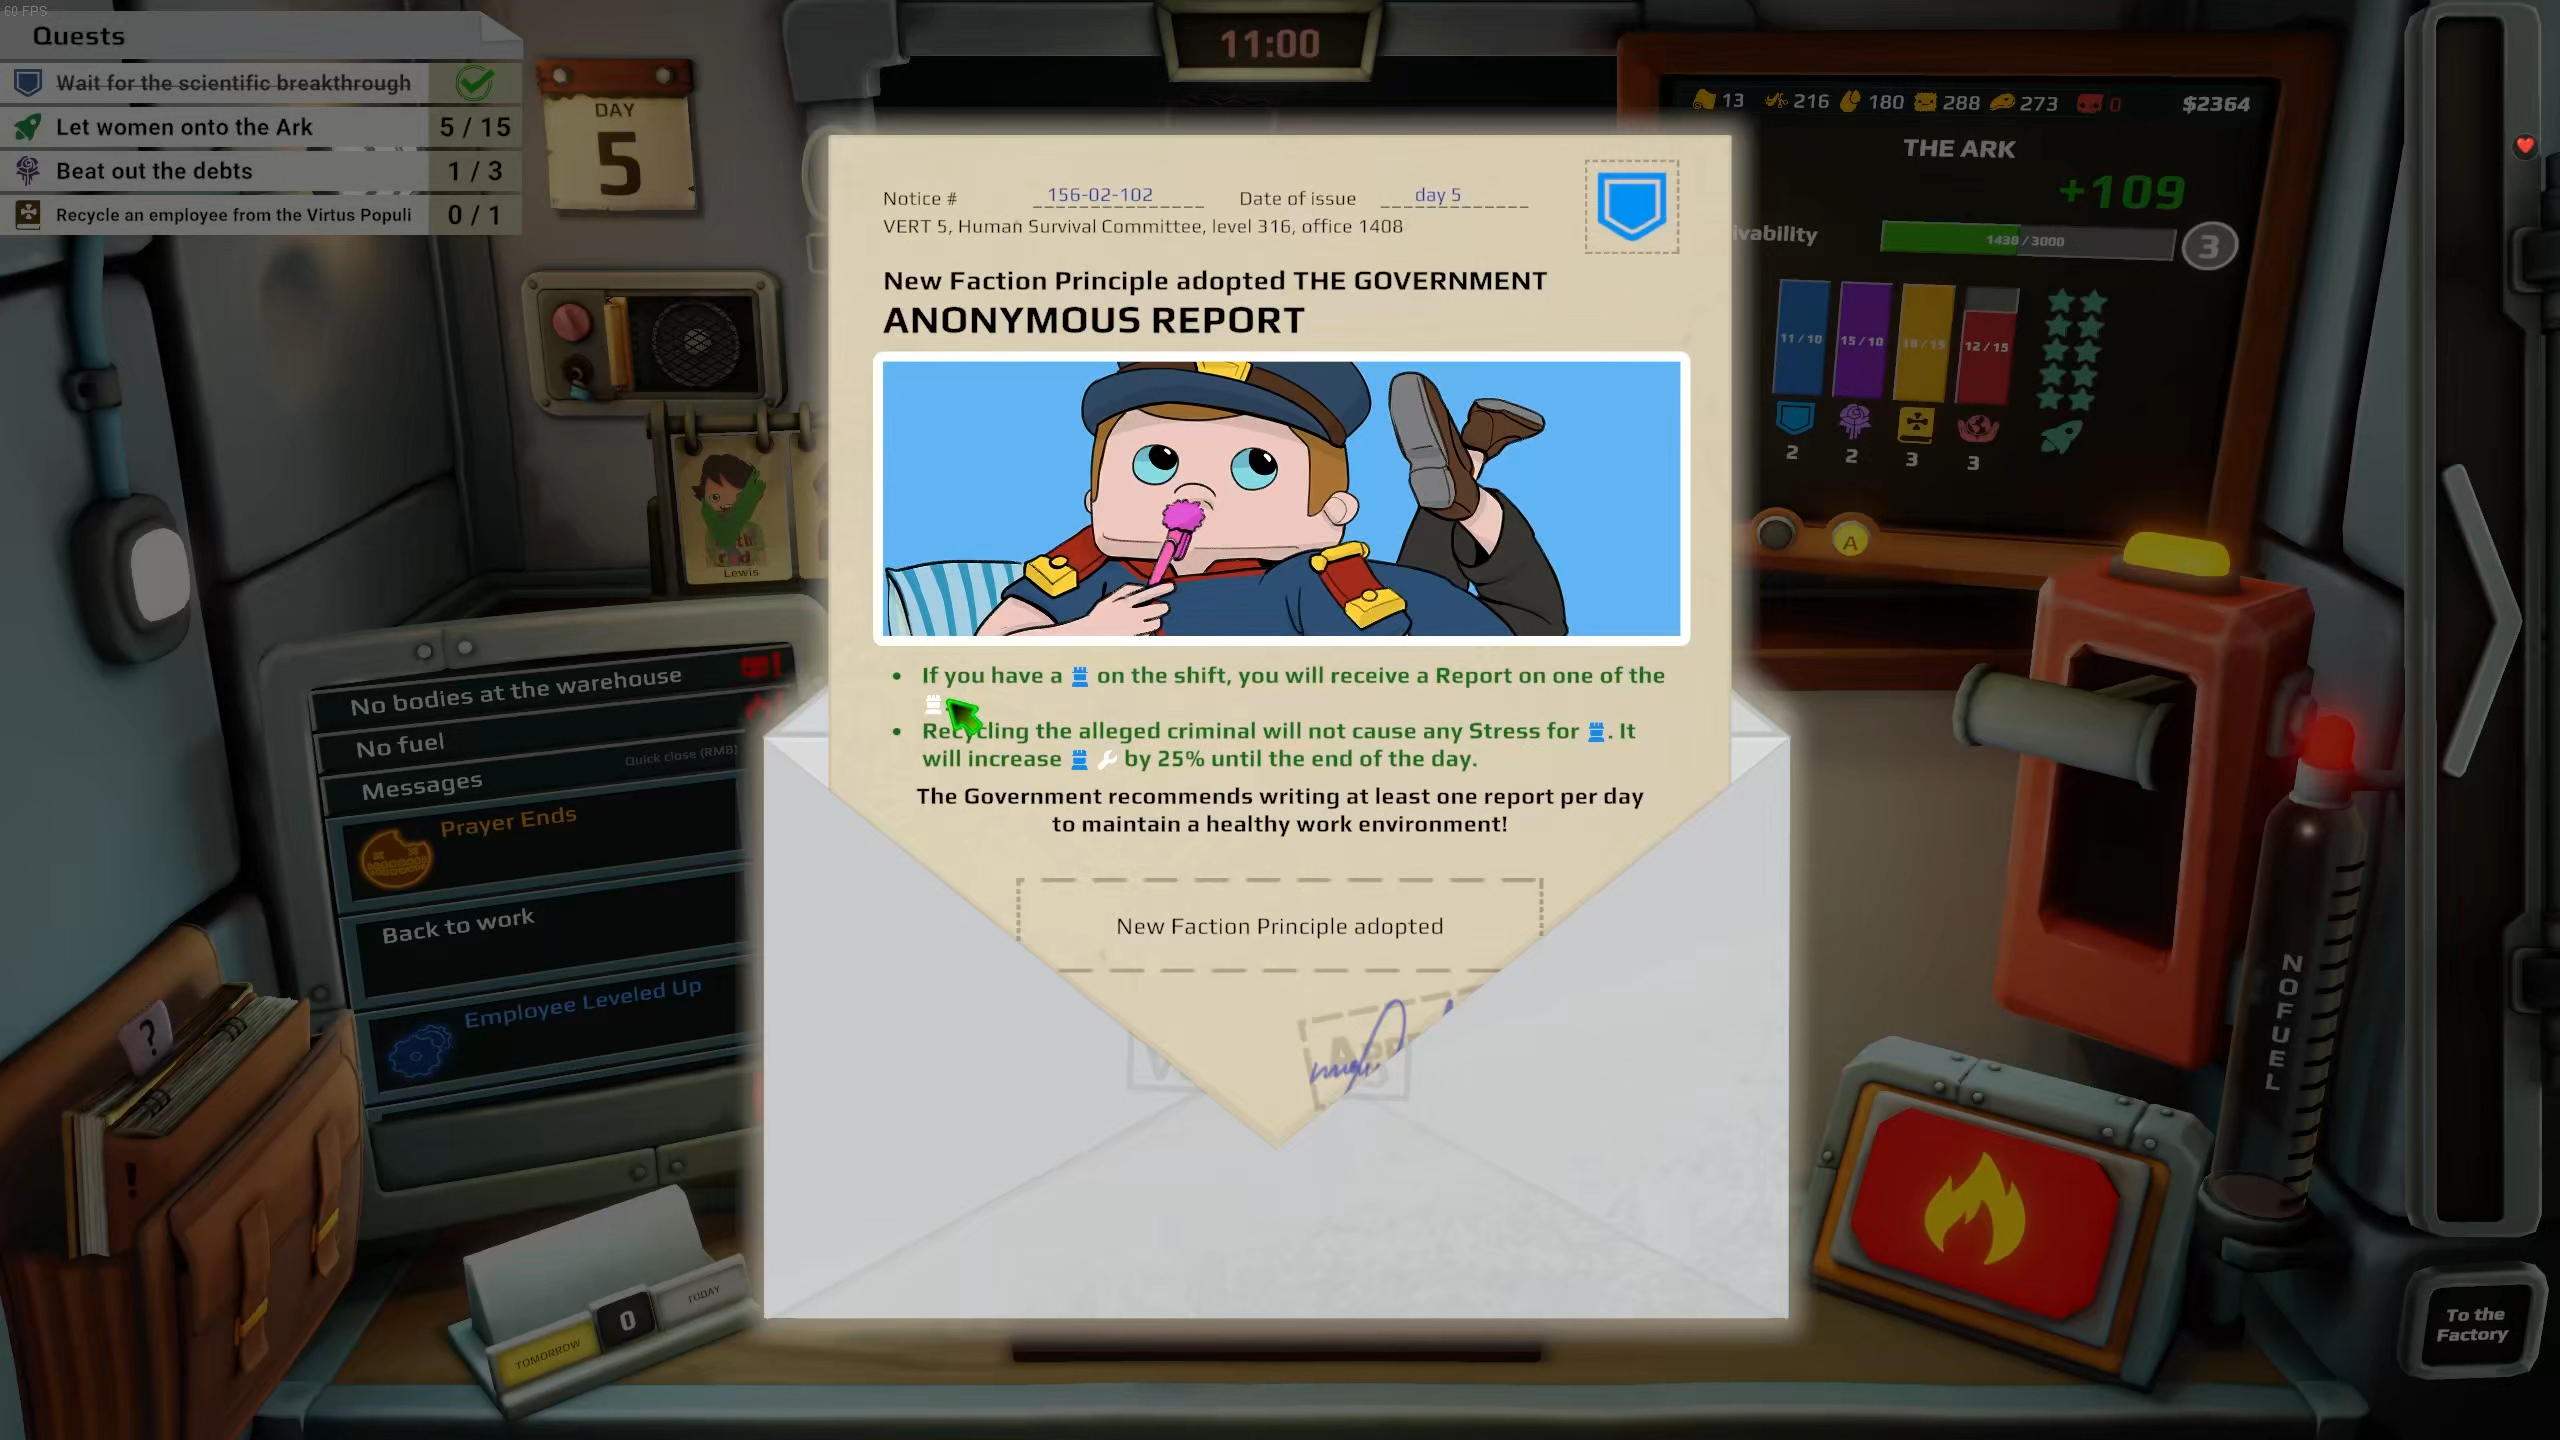 60 FPS
Quests
Wait for the scientific breakthrough
Let women onto the Ark 5 / 15
Beat out the debts 1 / 3
Recycle an employee from the Virtus Populi 0 / 1
DAY
5
11:00
13 216 180 288 273 0 $2364
THE ARK
+109
ivability 1438 / 3000 3
11 / 10 15 / 10 18 / 15 12 / 15
2 2 3 3
A
Lewis
No bodies at the warehouse
No fuel
Quick close (RMB)
Messages
Prayer Ends
Back to work
Employee Leveled Up
Notice # 156-02-102 Date of issue day 5
VERT 5, Human Survival Committee, level 316, office 1408
New Faction Principle adopted THE GOVERNMENT
ANONYMOUS REPORT
• If you have a on the shift, you will receive a Report on one of the
• Recycling the alleged criminal will not cause any Stress for . It
will increase by 25% until the end of the day.
The Government recommends writing at least one report per day
to maintain a healthy work environment!
New Faction Principle adopted
NO FUEL
?
!
TOMORROW 0 TODAY
To the
Factory